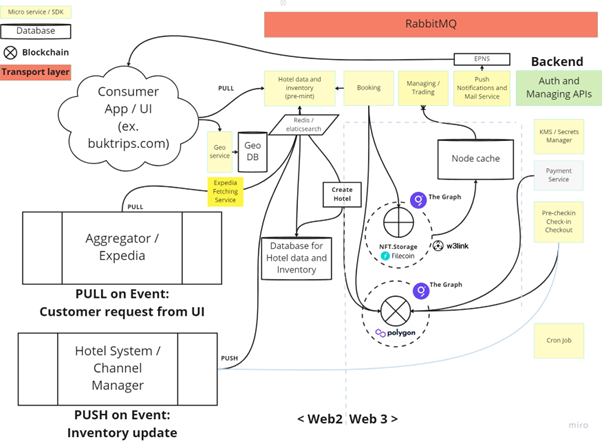 Micro service / SDK
Database
Blockchain
Transport layer
RabbitMQ
EPNS
Backend
Consumer
App / UI
(ex.
buktrips.com)
PULL
Hotel data and
inventory
(pre-mint)
Booking
Managing /
Trading
Push
Notifications and
Mail Service
Auth and
Managing APIs
Redis /
elaticsearch
Geo
service
Geo
DB
Node cache
KMS / Secrets
Manager
Payment
Service
Expedia
Fetching
Service
PULL
Create
Hotel
The Graph
NFT.Storage
Filecoin
w3link
Pre-checkin
Check-in
Checkout
Aggregator /
Expedia
Database for
Hotel data and
Inventory
PULL on Event:
Customer request from UI
The Graph
polygon
Hotel System /
Channel
Manager
PUSH
Cron Job
PUSH on Event:
Inventory update
< Web2 Web 3 >
miro